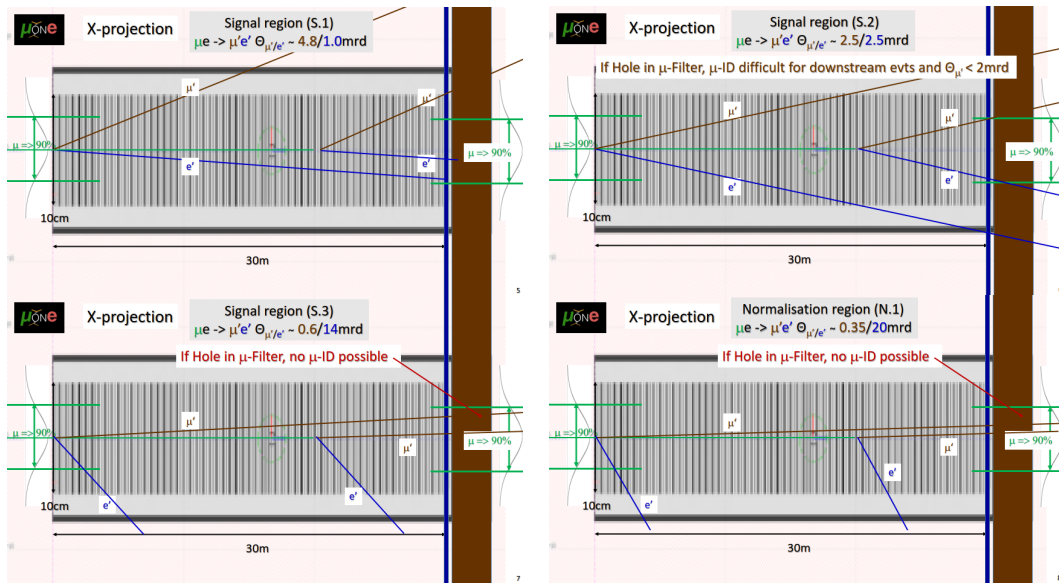 μONE
X-projection
Signal region (S.1)
μe -> μ'e' Θμ'/e' ~ 4.8/1.0mrd
μ'
μ'
μ => 90%
μ => 90%
e'
e'
10cm
30m
5
μONE
X-projection
Signal region (S.2)
μe -> μ'e' Θμ'/e' ~ 2.5/2.5mrd
If Hole in μ-Filter, μ-ID difficult for downstream evts and Θμ' < 2mrd
μ'
μ'
μ => 90%
μ => 90%
e'
e'
10cm
30m
μONE
X-projection
Signal region (S.3)
μe -> μ'e' Θμ'/e' ~ 0.6/14mrd
If Hole in μ-Filter, no μ-ID possible
μ'
μ'
μ => 90%
μ => 90%
e'
e'
10cm
30m
7
μONE
X-projection
Normalisation region (N.1)
μe -> μ'e' Θμ'/e' ~ 0.35/20mrd
If Hole in μ-Filter, no μ-ID possible
μ'
μ'
μ => 90%
μ => 90%
e'
e'
10cm
30m